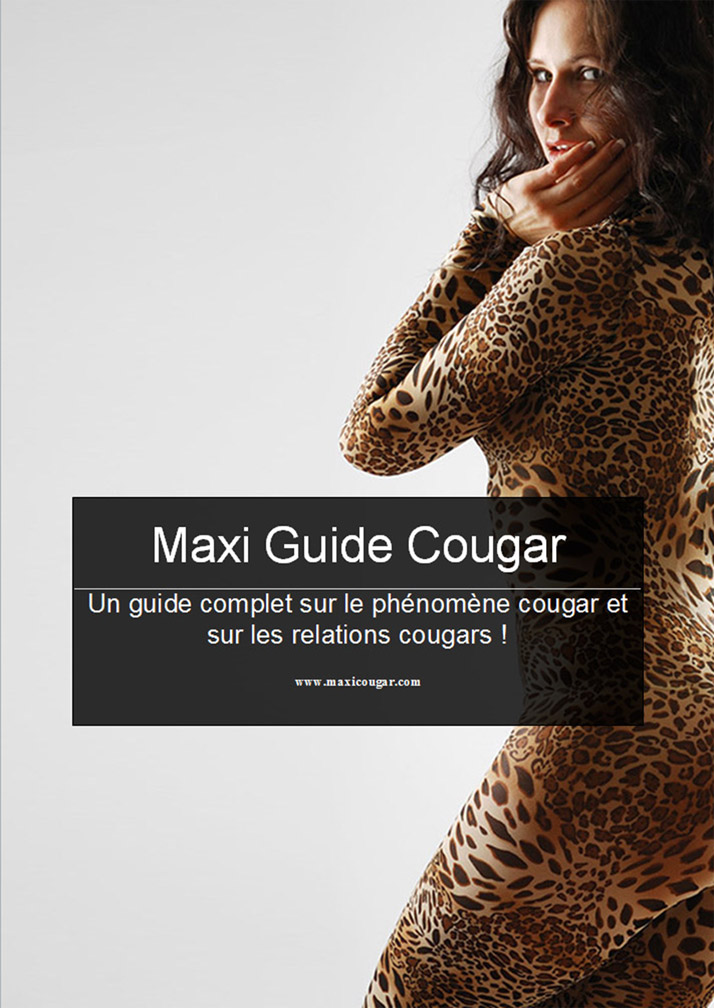 Maxi Guide Cougar
Un guide complet sur le phénomène cougar et
sur les relations cougars !
www.maxicougar.com